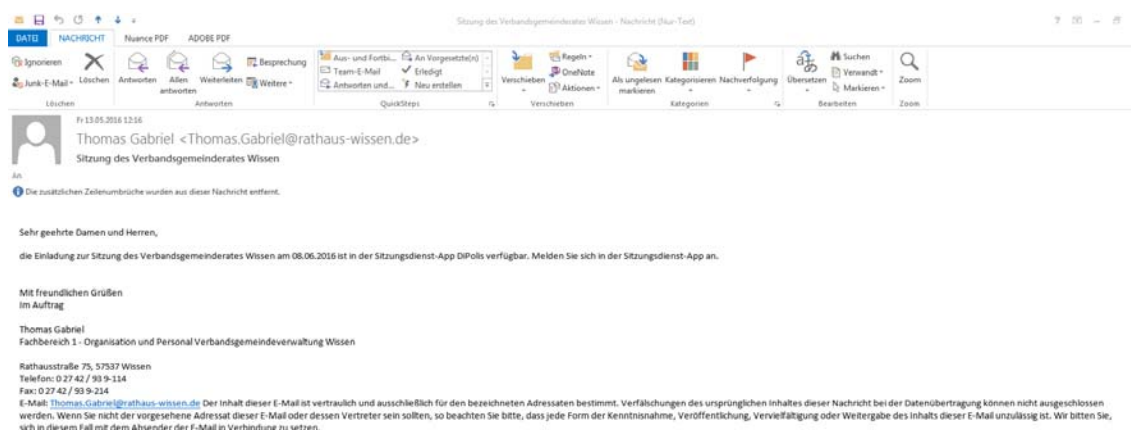 Sitzung des Verbandsgemeinderates Wissen - Nachricht (Nur-Text)
DATEI NACHRICHT Nuance PDF ADOBE PDF
Ignorieren
Junk-E-Mail
Löschen
Löschen
Antworten
Allen antworten
Weiterleiten
Besprechung
Weitere
Antworten
Aus- und Fortbi... An Vorgesetzte(n)
Team-E-Mail Erledigt
Antworten und... Neu erstellen
QuickSteps
Verschieben
Regeln
OneNote
Aktionen
Verschieben
Als ungelesen markieren
Kategorisieren
Nachverfolgung
Kategorien
Übersetzen
Suchen
Verwandt
Markieren
Bearbeiten
Zoom
Zoom
Fr 13.05.2016 12:16
Thomas Gabriel <Thomas.Gabriel@rathaus-wissen.de>
Sitzung des Verbandsgemeinderates Wissen
An
Die zusätzlichen Zeilenumbrüche wurden aus dieser Nachricht entfernt.
Sehr geehrte Damen und Herren,
die Einladung zur Sitzung des Verbandsgemeinderates Wissen am 08.06.2016 ist in der Sitzungsdienst-App DiPolis verfügbar. Melden Sie sich in der Sitzungsdienst-App an.
Mit freundlichen Grüßen
Im Auftrag
Thomas Gabriel
Fachbereich 1 - Organisation und Personal Verbandsgemeindeverwaltung Wissen
Rathausstraße 75, 57537 Wissen
Telefon: 0 27 42 / 93 9-114
Fax: 0 27 42 / 93 9-214
E-Mail: Thomas.Gabriel@rathaus-wissen.de Der Inhalt dieser E-Mail ist vertraulich und ausschließlich für den bezeichneten Adressaten bestimmt. Verfälschungen des ursprünglichen Inhaltes dieser Nachricht bei der Datenübertragung können nicht ausgeschlossen
werden. Wenn Sie nicht der vorgesehene Adressat dieser E-Mail oder dessen Vertreter sein sollten, so beachten Sie bitte, dass jede Form der Kenntnisnahme, Veröffentlichung, Vervielfältigung oder Weitergabe des Inhalts dieser E-Mail unzulässig ist. Wir bitten Sie,
sich in diesem Fall mit dem Absender der E-Mail in Verbindung zu setzen.